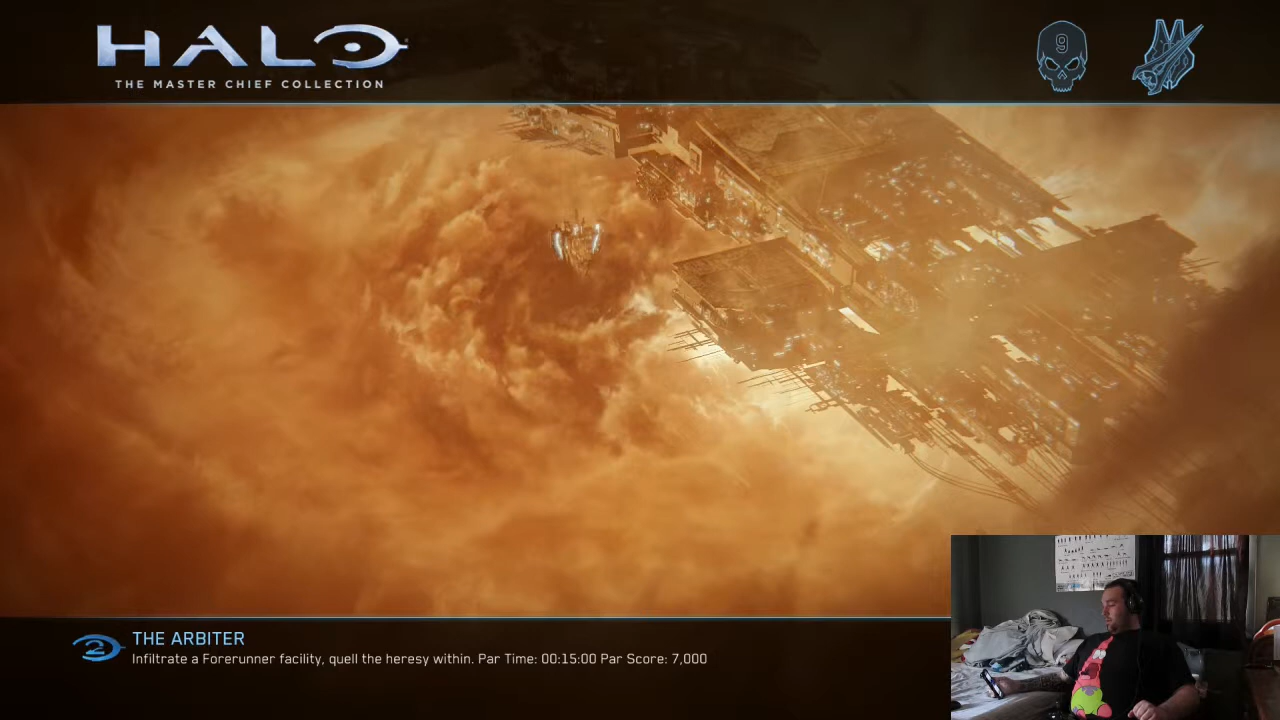 HALO
THE MASTER CHIEF COLLECTION
9
2
THE ARBITER
Infiltrate a Forerunner facility, quell the heresy within. Par Time: 00:15:00 Par Score: 7,000